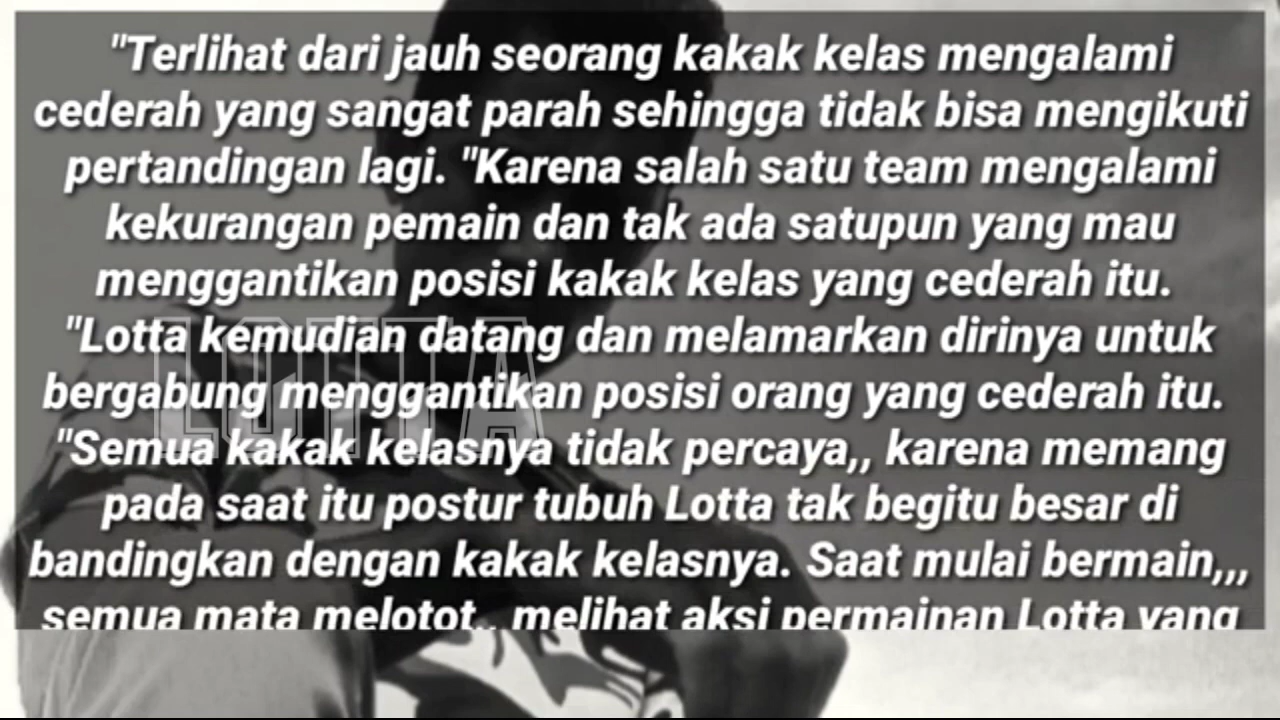 "Terlihat dari jauh seorang kakak kelas mengalami
cederah yang sangat parah sehingga tidak bisa mengikuti
pertandingan lagi. "Karena salah satu team mengalami
kekurangan pemain dan tak ada satupun yang mau
menggantikan posisi kakak kelas yang cederah itu.
"Lotta kemudian datang dan melamarkan dirinya untuk
bergabung menggantikan posisi orang yang cederah itu.
"Semua kakak kelasnya tidak percaya,, karena memang
pada saat itu postur tubuh Lotta tak begitu besar di
bandingkan dengan kakak kelasnya. Saat mulai bermain,,,
semua mata melotot,, melihat aksi permainan Lotta yang
LOTTA